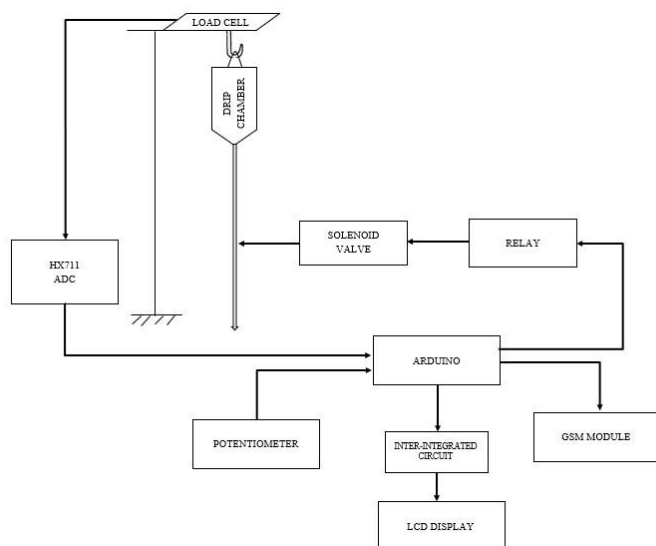 LOAD CELL
DRIP
CHAMBER
SOLENOID
VALVE
RELAY
HX711
ADC
ARDUINO
POTENTIOMETER
INTER-INTEGRATED
CIRCUIT
GSM MODULE
LCD DISPLAY